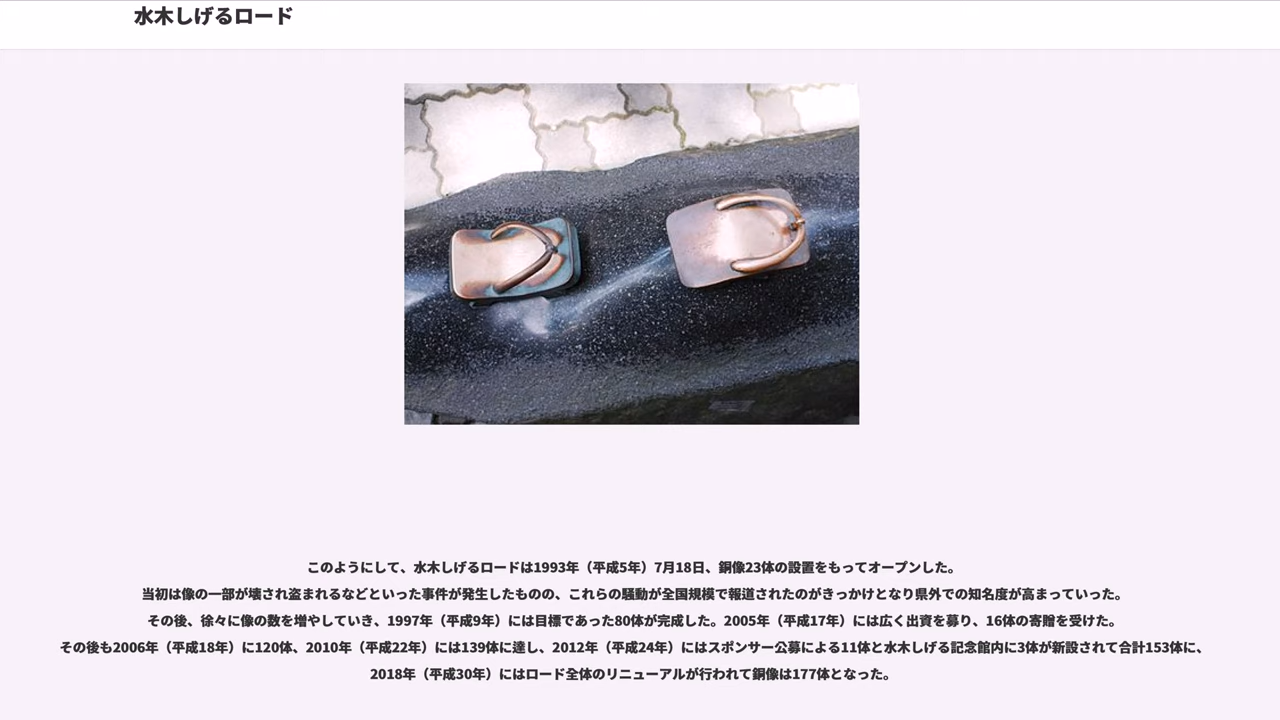 水木しげるロード
このようにして、水木しげるロードは1993年（平成5年）7月18日、銅像23体の設置をもってオープンした。
当初は像の一部が壊され盗まれるなどといった事件が発生したものの、これらの騒動が全国規模で報道されたのがきっかけとなり県外での知名度が高まっていった。
その後、徐々に像の数を増やしていき、1997年（平成9年）には目標であった80体が完成した。2005年（平成17年）には広く出資を募り、16体の寄贈を受けた。
その後も2006年（平成18年）に120体、2010年（平成22年）には139体に達し、2012年（平成24年）にはスポンサー公募による11体と水木しげる記念館内に3体が新設されて合計153体に、
2018年（平成30年）にはロード全体のリニューアルが行われて銅像は177体となった。